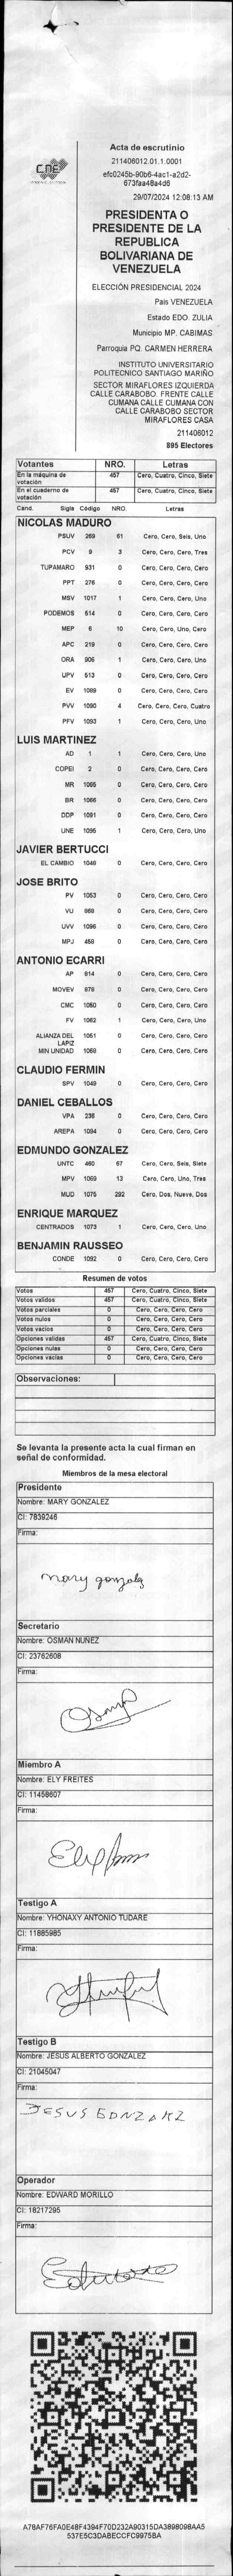 CNE
Acta de escrutinio
211406012.01.1.0001
efc0245b-90b6-4ac1-a2d2-
673faa48a4d6
29/07/2024 12:08:13 AM
PRESIDENTA O
PRESIDENTE DE LA
REPUBLICA
BOLIVARIANA DE
VENEZUELA
ELECCIÓN PRESIDENCIAL 2024
Pais VENEZUELA
Estado EDO. ZULIA
Municipio MP. CABIMAS
Parroquia PQ. CARMEN HERRERA
INSTITUTO UNIVERSITARIO
POLITECNICO SANTIAGO MARIÑO
SECTOR MIRAFLORES IZQUIERDA
CALLE CARABOBO. FRENTE CALLE
CUMANA CALLE CUMANA CON
CALLE CARABOBO SECTOR
MIRAFLORES CASA
211406012
895 Electores
Votantes NRO. Letras
En la máquina de votación 457 Cero, Cuatro, Cinco, Siete
En el cuaderno de votación 457 Cero, Cuatro, Cinco, Siete
Cand. Sigla Código NRO. Letras
NICOLAS MADURO
PSUV 269 61 Cero, Cero, Seis, Uno
PCV 9 3 Cero, Cero, Cero, Tres
TUPAMARO 931 0 Cero, Cero, Cero, Cero
PPT 276 0 Cero, Cero, Cero, Cero
MSV 1017 1 Cero, Cero, Cero, Uno
PODEMOS 514 0 Cero, Cero, Cero, Cero
MEP 6 10 Cero, Cero, Uno, Cero
APC 219 0 Cero, Cero, Cero, Cero
ORA 906 1 Cero, Cero, Cero, Uno
UPV 513 0 Cero, Cero, Cero, Cero
EV 1089 0 Cero, Cero, Cero, Cero
PVV 1090 4 Cero, Cero, Cero, Cuatro
PFV 1093 1 Cero, Cero, Cero, Uno
LUIS MARTINEZ
AD 1 1 Cero, Cero, Cero, Uno
COPEI 2 0 Cero, Cero, Cero, Cero
MR 1065 0 Cero, Cero, Cero, Cero
BR 1066 0 Cero, Cero, Cero, Cero
DDP 1091 0 Cero, Cero, Cero, Cero
UNE 1095 1 Cero, Cero, Cero, Uno
JAVIER BERTUCCI
EL CAMBIO 1048 0 Cero, Cero, Cero, Cero
JOSE BRITO
PV 1053 0 Cero, Cero, Cero, Cero
VU 868 0 Cero, Cero, Cero, Cero
UVV 1096 0 Cero, Cero, Cero, Cero
MPJ 458 0 Cero, Cero, Cero, Cero
ANTONIO ECARRI
AP 814 0 Cero, Cero, Cero, Cero
MOVEV 878 0 Cero, Cero, Cero, Cero
CMC 1050 0 Cero, Cero, Cero, Cero
FV 1062 1 Cero, Cero, Cero, Uno
ALIANZA DEL LAPIZ 1051 0 Cero, Cero, Cero, Cero
MIN UNIDAD 1068 0 Cero, Cero, Cero, Cero
CLAUDIO FERMIN
SPV 1049 0 Cero, Cero, Cero, Cero
DANIEL CEBALLOS
VPA 236 0 Cero, Cero, Cero, Cero
AREPA 1094 0 Cero, Cero, Cero, Cero
EDMUNDO GONZALEZ
UNTC 460 67 Cero, Cero, Seis, Siete
MPV 1069 13 Cero, Cero, Uno, Tres
MUD 1075 292 Cero, Dos, Nueve, Dos
ENRIQUE MARQUEZ
CENTRADOS 1073 1 Cero, Cero, Cero, Uno
BENJAMIN RAUSSEO
CONDE 1092 0 Cero, Cero, Cero, Cero
Resumen de votos
Votos 457 Cero, Cuatro, Cinco, Siete
Votos validos 457 Cero, Cuatro, Cinco, Siete
Votos parciales 0 Cero, Cero, Cero, Cero
Votos nulos 0 Cero, Cero, Cero, Cero
Votos vacios 0 Cero, Cero, Cero, Cero
Opciones validas 457 Cero, Cuatro, Cinco, Siete
Opciones nulas 0 Cero, Cero, Cero, Cero
Opciones vacias 0 Cero, Cero, Cero, Cero
Observaciones:
Se levanta la presente acta la cual firman en
señal de conformidad.
Miembros de la mesa electoral
Presidente
Nombre: MARY GONZALEZ
CI: 7839246
Firma:
mary gonzalez
Secretario
Nombre: OSMAN NUÑEZ
CI: 23762608
Firma:
Miembro A
Nombre: ELY FREITES
CI: 11458607
Firma:
Testigo A
Nombre: YHONAXY ANTONIO TUDARE
CI: 11885985
Firma:
Testigo B
Nombre: JESUS ALBERTO GONZALEZ
CI: 21045047
Firma:
JESUS GONZALEZ
Operador
Nombre: EDWARD MORILLO
CI: 18217295
Firma:
A78AF76FA0E48F4394F70D232A90315DA3898098AA5
537E5C3DABECCFC9975BA